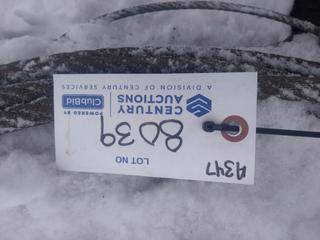 A347
LOT NO
8039
CENTURY
AUCTIONS
A DIVISION OF CENTURY SERVICES
POWERED BY
ClubBid